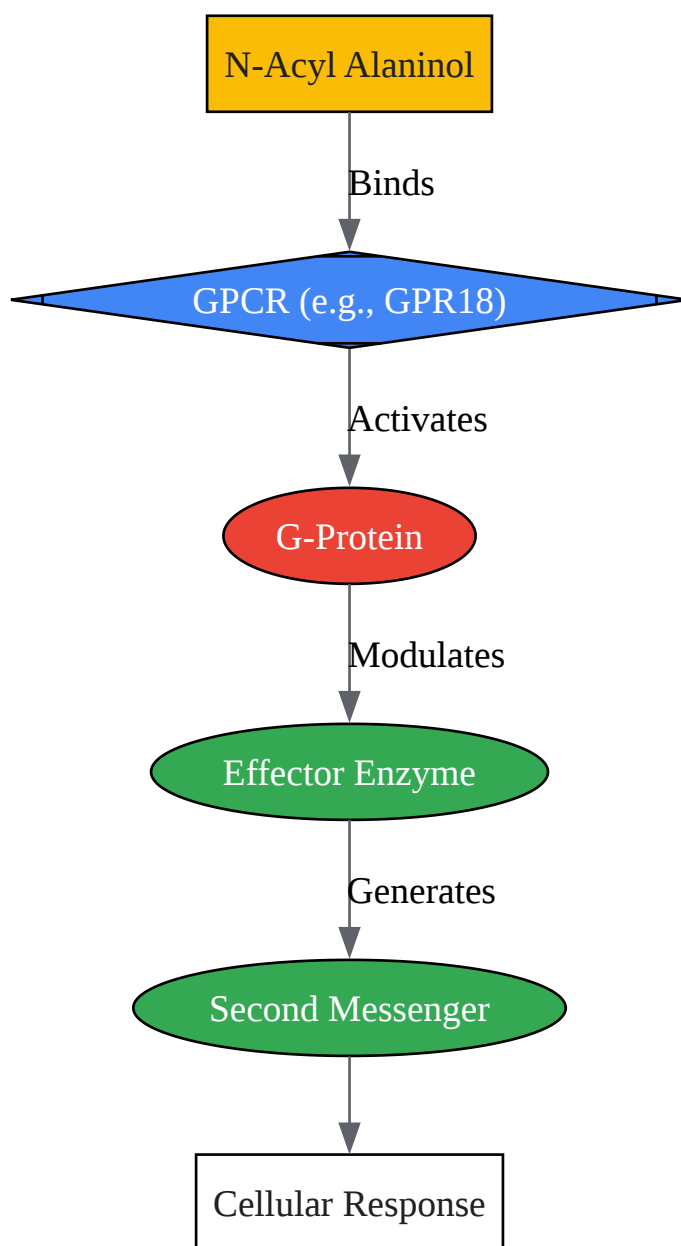 N-Acyl Alaninol
Binds
GPCR (e.g., GPR18)
Activates
G-Protein
Modulates
Effector Enzyme
Generates
Second Messenger
Cellular Response